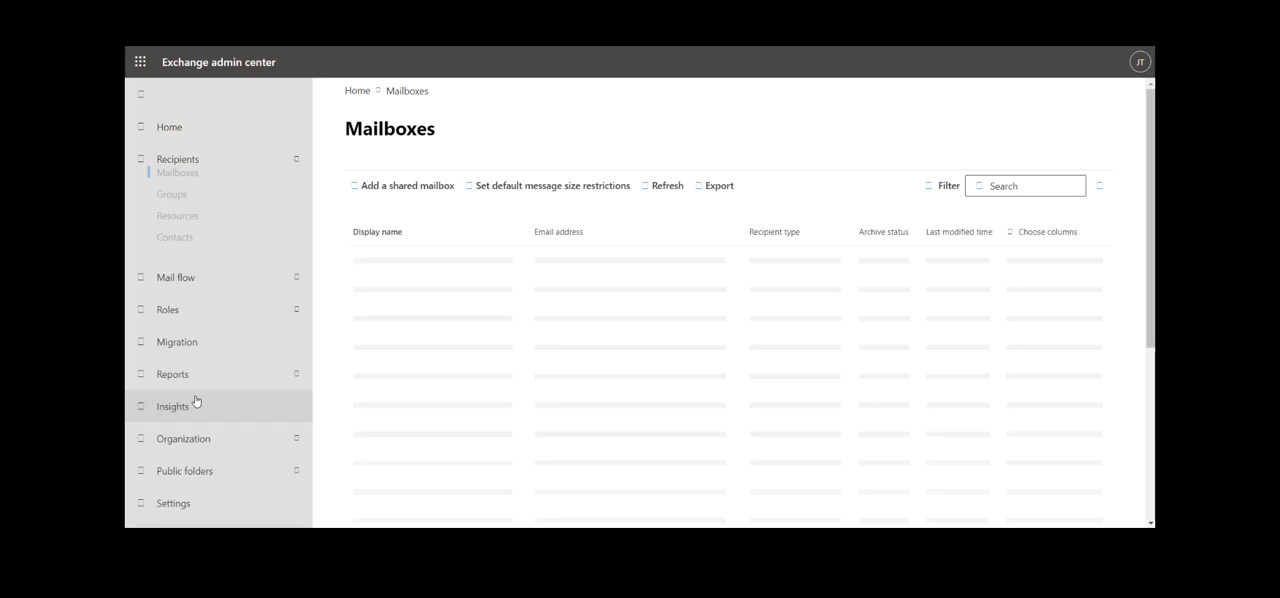 Exchange admin center
JT
Home
Recipients
Mailboxes
Groups
Resources
Contacts
Mail flow
Roles
Migration
Reports
Insights
Organization
Public folders
Settings
Home Mailboxes
Mailboxes
Add a shared mailbox Set default message size restrictions Refresh Export Filter Search
Display name Email address Recipient type Archive status Last modified time Choose columns